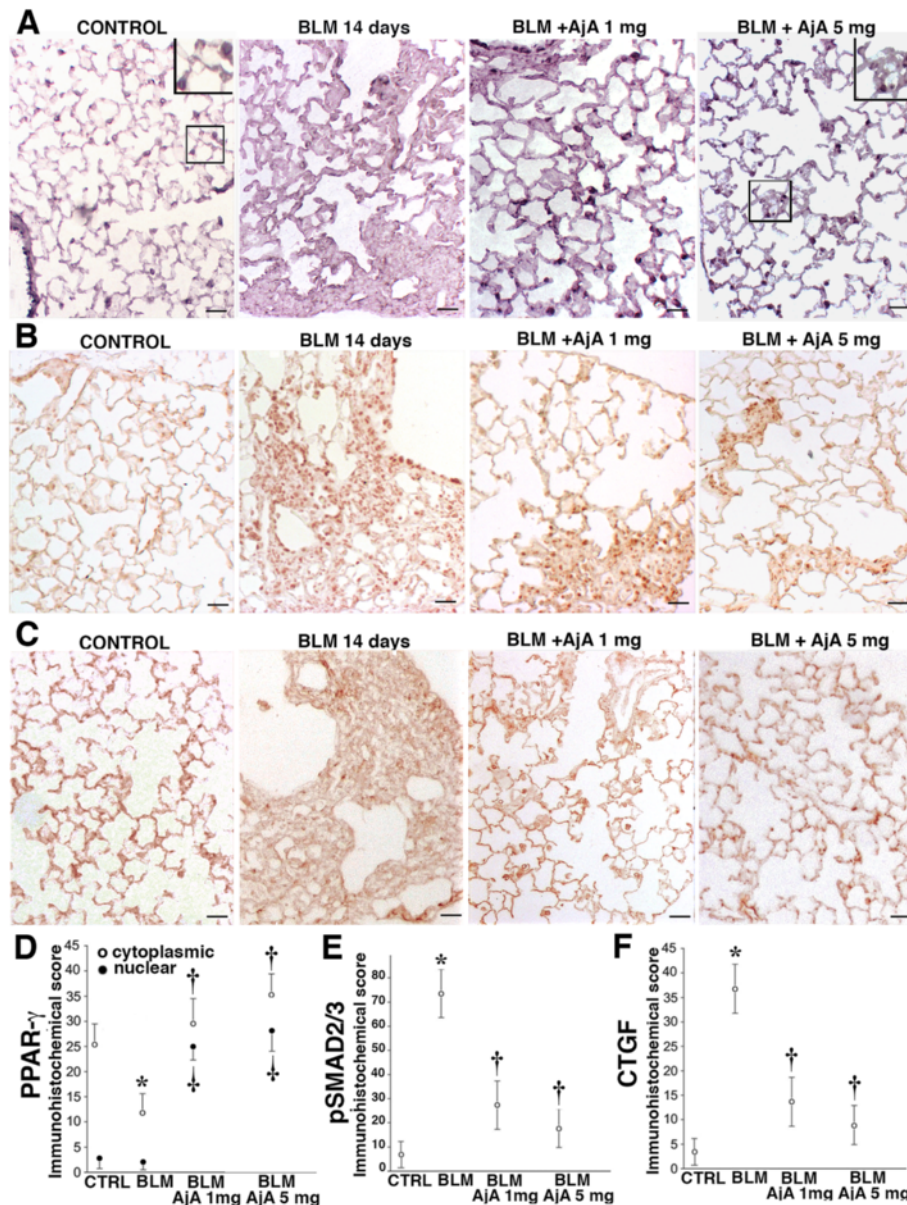 A
CONTROL
BLM 14 days
BLM +AjA 1 mg
BLM + AjA 5 mg
B
CONTROL
BLM 14 days
BLM +AjA 1 mg
BLM + AjA 5 mg
C
CONTROL
BLM 14 days
BLM +AjA 1 mg
BLM + AjA 5 mg
D
PPAR-γ
Immunohistochemical score
45
40
35
30
25
20
15
10
5
0
cytoplasmic
nuclear
*
†
‡
†
‡
CTRL
BLM
BLM
AjA 1mg
BLM
AjA 5 mg
E
pSMAD2/3
Immunohistochemical score
80
70
60
50
40
30
20
10
0
*
†
†
CTRL
BLM
BLM
AjA 1mg
BLM
AjA 5 mg
F
CTGF
Immunohistochemical score
45
40
35
30
25
20
15
10
5
0
*
†
†
CTRL
BLM
BLM
AjA 1mg
BLM
AjA 5 mg